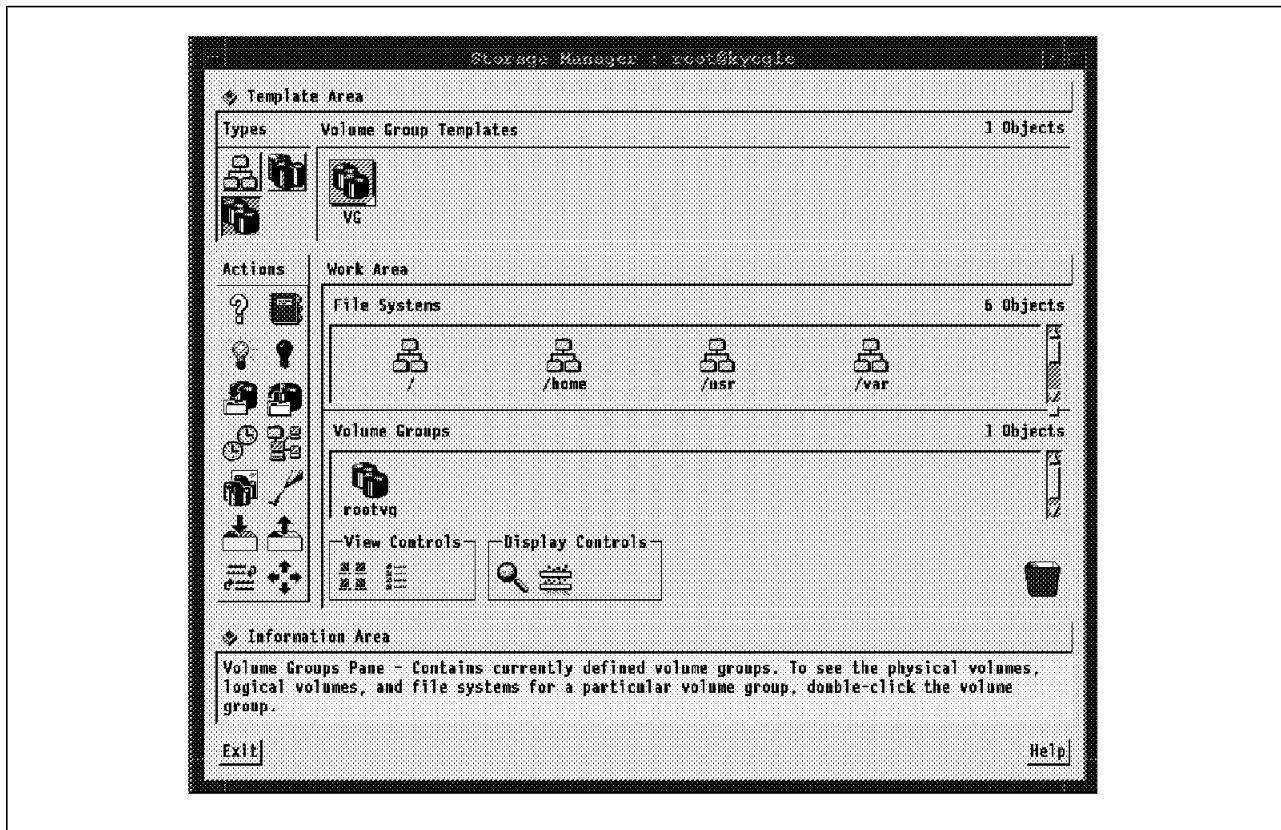 Storage Manager : root@kyogle
Template Area
Types
Volume Group Templates
1 Objects
VG
Actions
Work Area
File Systems
6 Objects
/
/home
/usr
/var
Volume Groups
1 Objects
rootvg
View Controls
Display Controls
Information Area
Volume Groups Pane - Contains currently defined volume groups. To see the physical volumes,
logical volumes, and file systems for a particular volume group, double-click the volume
group.
Exit
Help